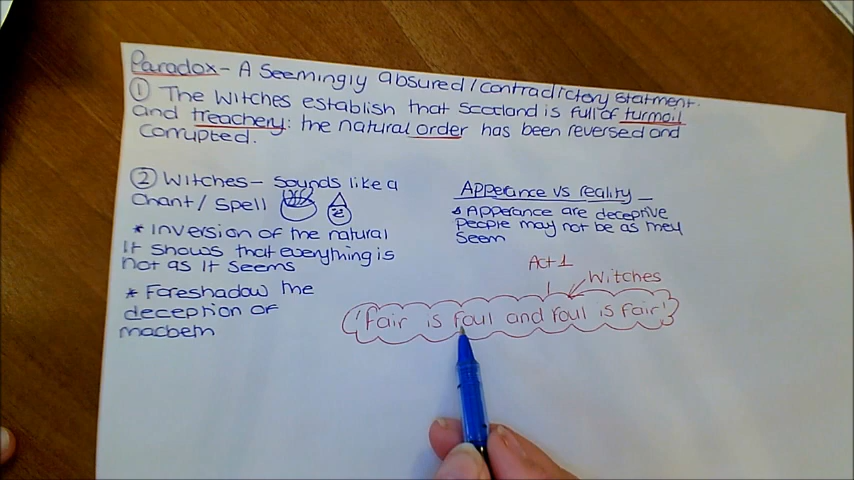 Paradox - A Seemingly absured/contradictory statment.
① The Witches establish that Scotland is full of turmoil
and treachery: the natural order has been reversed and
corrupted.
② Witches - sounds like a
chant/spell
* Inversion of the natural
It shows that everything is
not as it seems
* Foreshadow the
deception of
macbeth
Apperance vs reality
Apperance are deceptive
people may not be as they
seem
Act 1
Witches
'Fair is foul and foul is fair'